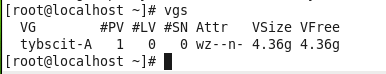 [root@localhost ~]# vgs
  VG         #PV #LV #SN Attr   VSize VFree
  tybscit-A    1   0   0 wz--n- 4.36g 4.36g
[root@localhost ~]#